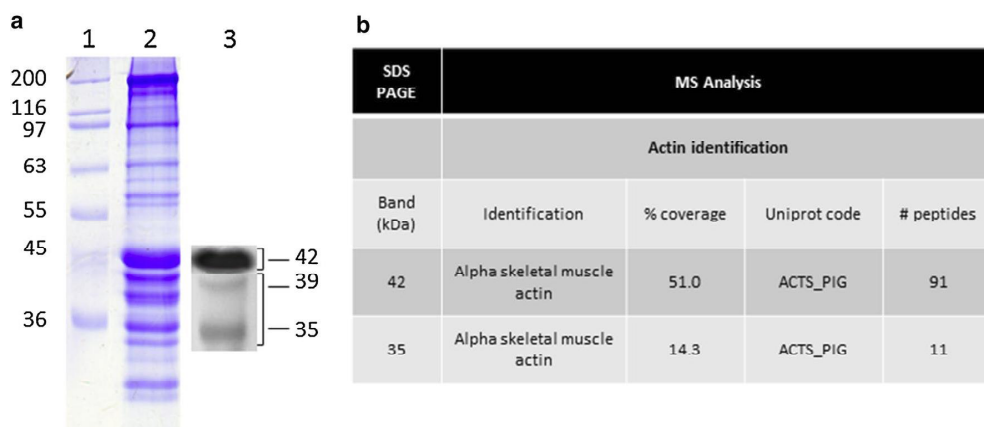 a
1 2 3
200
116
97
63
55
45
36
42
39
35
b
SDS PAGE
MS Analysis
Actin identification
Band (kDa)
Identification
% coverage
Uniprot code
# peptides
42
Alpha skeletal muscle
actin
51.0
ACTS_PIG
91
35
Alpha skeletal muscle
actin
14.3
ACTS_PIG
11